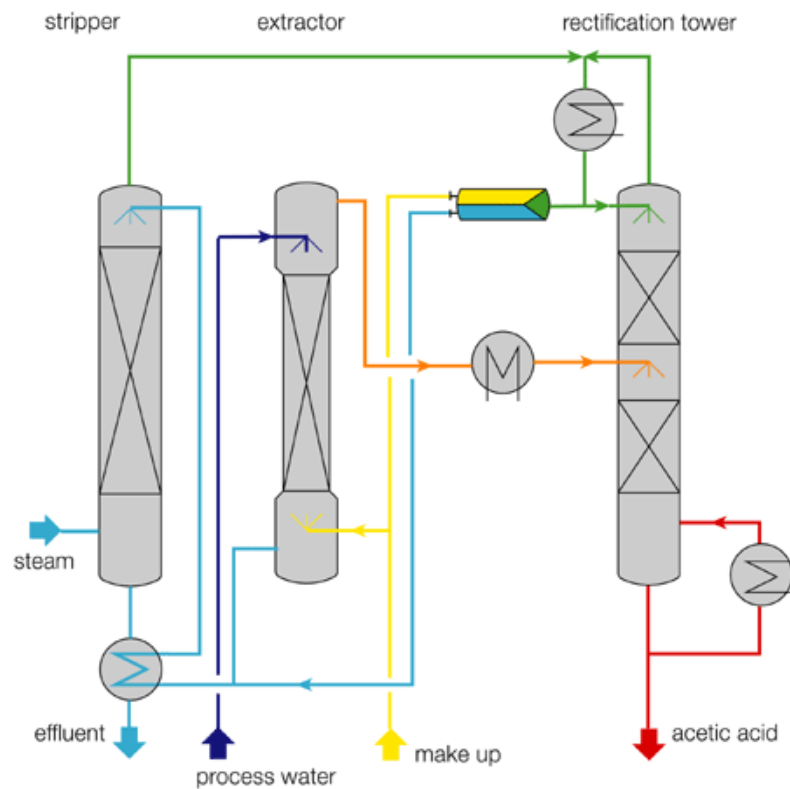 stripper
extractor
rectification tower
steam
effluent
process water
make up
acetic acid